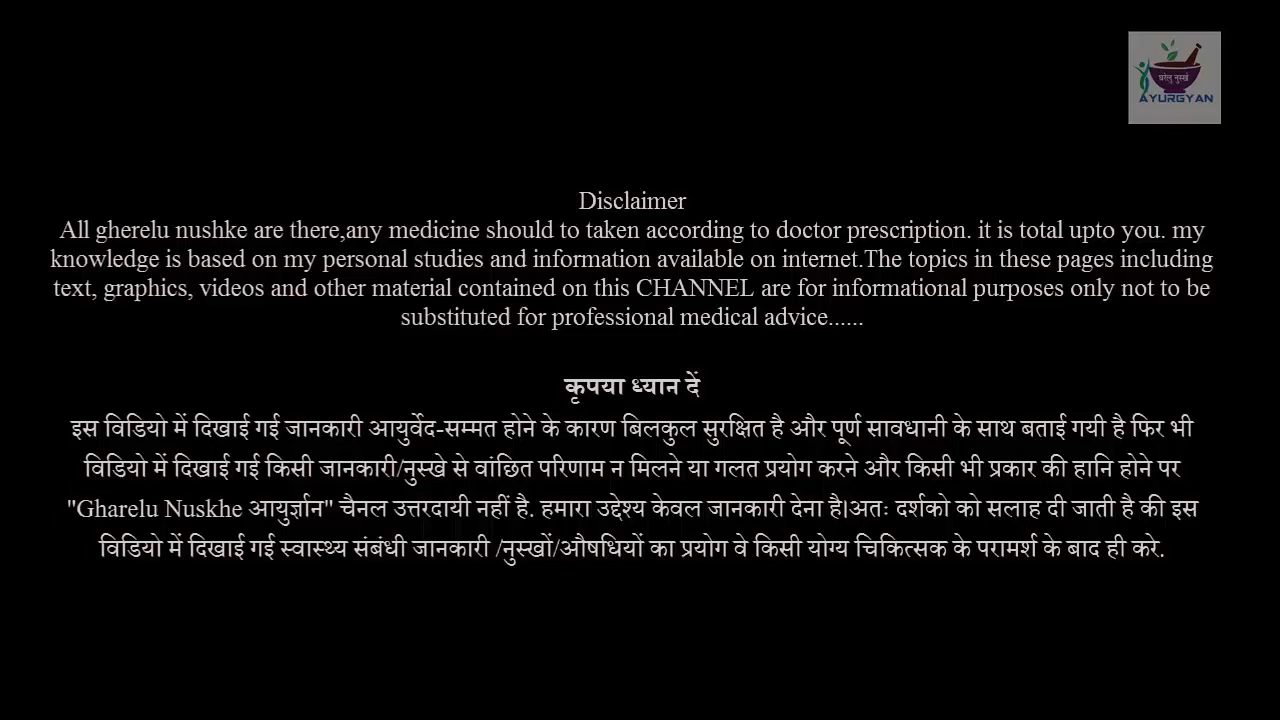 घरेलु नुस्खे
AYURGYAN
Disclaimer
All gherelu nushke are there,any medicine should to taken according to doctor prescription. it is total upto you. my
knowledge is based on my personal studies and information available on internet.The topics in these pages including
text, graphics, videos and other material contained on this CHANNEL are for informational purposes only not to be
substituted for professional medical advice......
कृपया ध्यान दें
इस विडियो में दिखाई गई जानकारी आयुर्वेद-सम्मत होने के कारण बिलकुल सुरक्षित है और पूर्ण सावधानी के साथ बताई गयी है फिर भी
विडियो में दिखाई गई किसी जानकारी/नुस्खे से वांछित परिणाम न मिलने या गलत प्रयोग करने और किसी भी प्रकार की हानि होने पर
"Gharelu Nuskhe आयुर्ज्ञान" चैनल उत्तरदायी नहीं है. हमारा उद्देश्य केवल जानकारी देना है।अतः दर्शको को सलाह दी जाती है की इस
विडियो में दिखाई गई स्वास्थ्य संबंधी जानकारी /नुस्खों/औषधियों का प्रयोग वे किसी योग्य चिकित्सक के परामर्श के बाद ही करे.